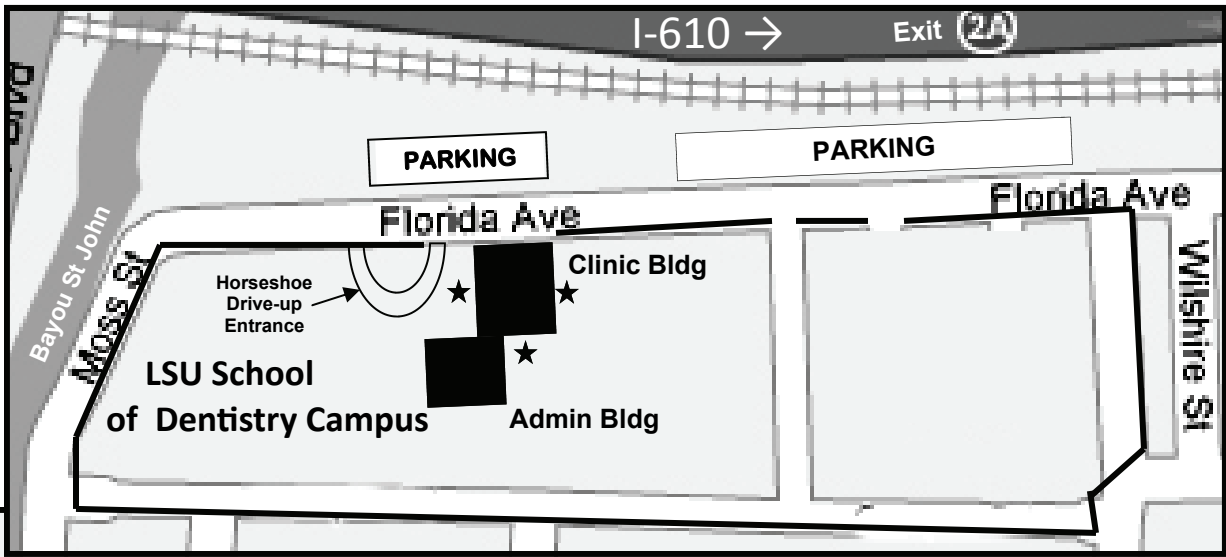 I-610 →
Exit 2A
Blvd
PARKING
PARKING
Florida Ave
Florida Ave
Bayou St John
Moss St
Horseshoe
Drive-up
Entrance
Clinic Bldg
Wilshire St
LSU School
of Dentistry Campus
Admin Bldg